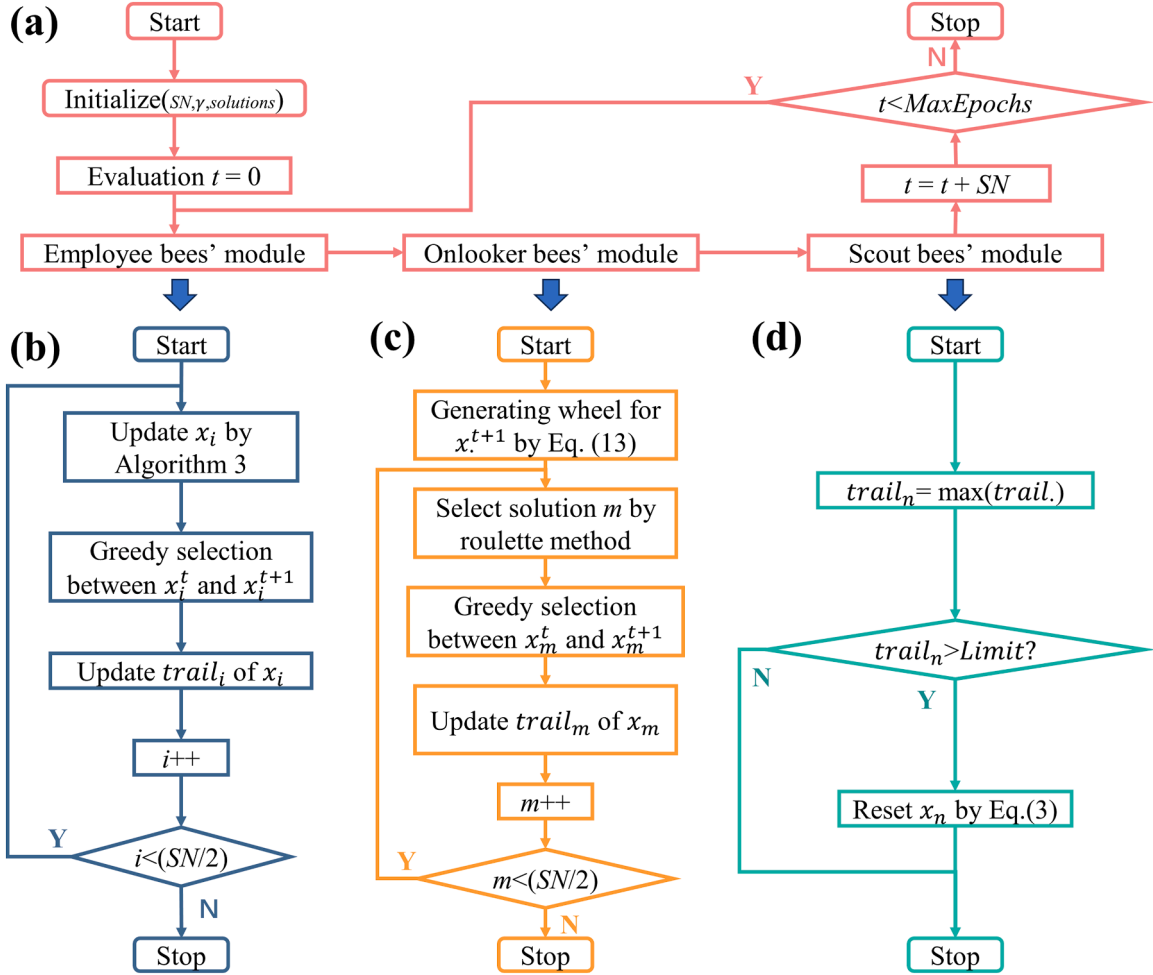 (a)
Start
Initialize(SN,γ,solutions)
Evaluation t = 0
Employee bees’ module
Onlooker bees’ module
Scout bees’ module
t = t + SN
t<MaxEpochs
Y
N
Stop
(b)
Start
Update x_i by
Algorithm 3
Greedy selection
between x_i^t and x_i^{t+1}
Update trail_i of x_i
i++
i<(SN/2)
Y
N
Stop
(c)
Start
Generating wheel for
x_.^{t+1} by Eq. (13)
Select solution m by
roulette method
Greedy selection
between x_m^t and x_m^{t+1}
Update trail_m of x_m
m++
m<(SN/2)
Y
N
Stop
(d)
Start
trail_n= max(trail.)
trail_n>Limit?
N
Y
Reset x_n by Eq.(3)
Stop